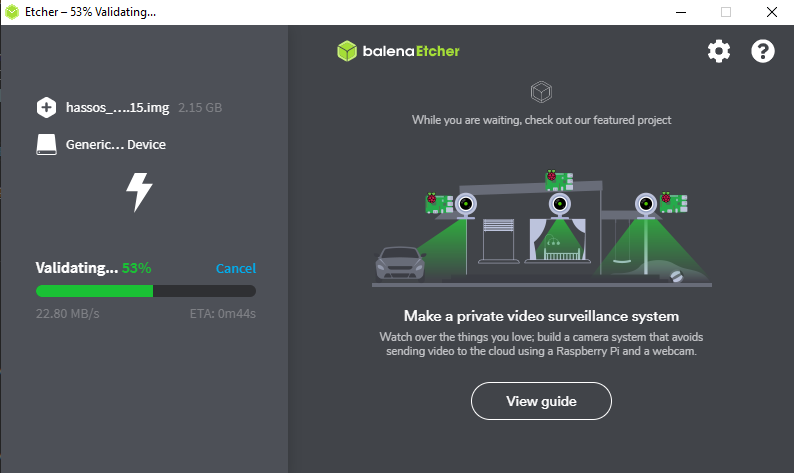 Etcher – 53% Validating...
balenaEtcher
hassos_....15.img 2.15 GB
While you are waiting, check out our featured project
Generic... Device
Validating... 53% Cancel
22.80 MB/s ETA: 0m44s
Make a private video surveillance system
Watch over the things you love; build a camera system that avoids
sending video to the cloud using a Raspberry Pi and a webcam.
View guide